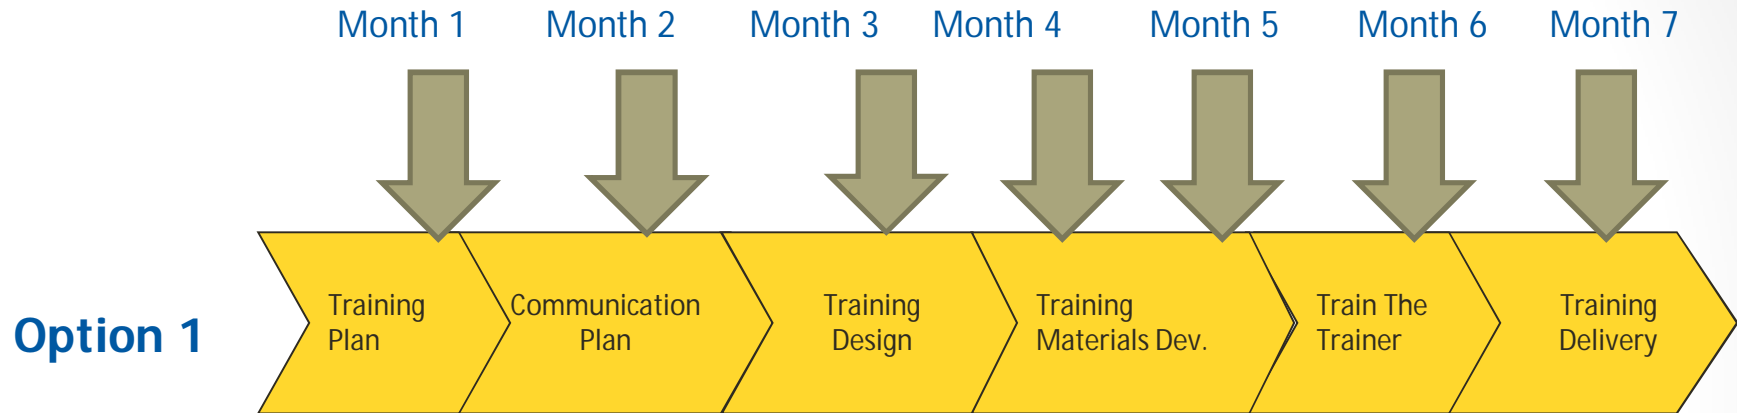 Month 1 Month 2 Month 3 Month 4 Month 5 Month 6 Month 7
Option 1
Training
Plan
Communication
Plan
Training
Design
Training
Materials Dev.
Train The
Trainer
Training
Delivery